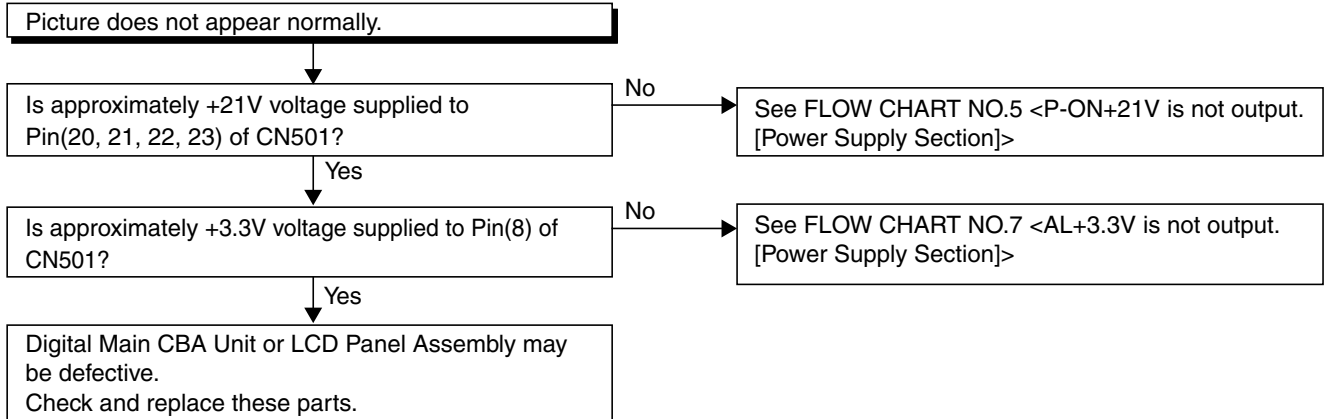 Picture does not appear normally.
Is approximately +21V voltage supplied to
Pin(20, 21, 22, 23) of CN501?
No
See FLOW CHART NO.5 <P-ON+21V is not output.
[Power Supply Section]>
Yes
Is approximately +3.3V voltage supplied to Pin(8) of
CN501?
No
See FLOW CHART NO.7 <AL+3.3V is not output.
[Power Supply Section]>
Yes
Digital Main CBA Unit or LCD Panel Assembly may
be defective.
Check and replace these parts.